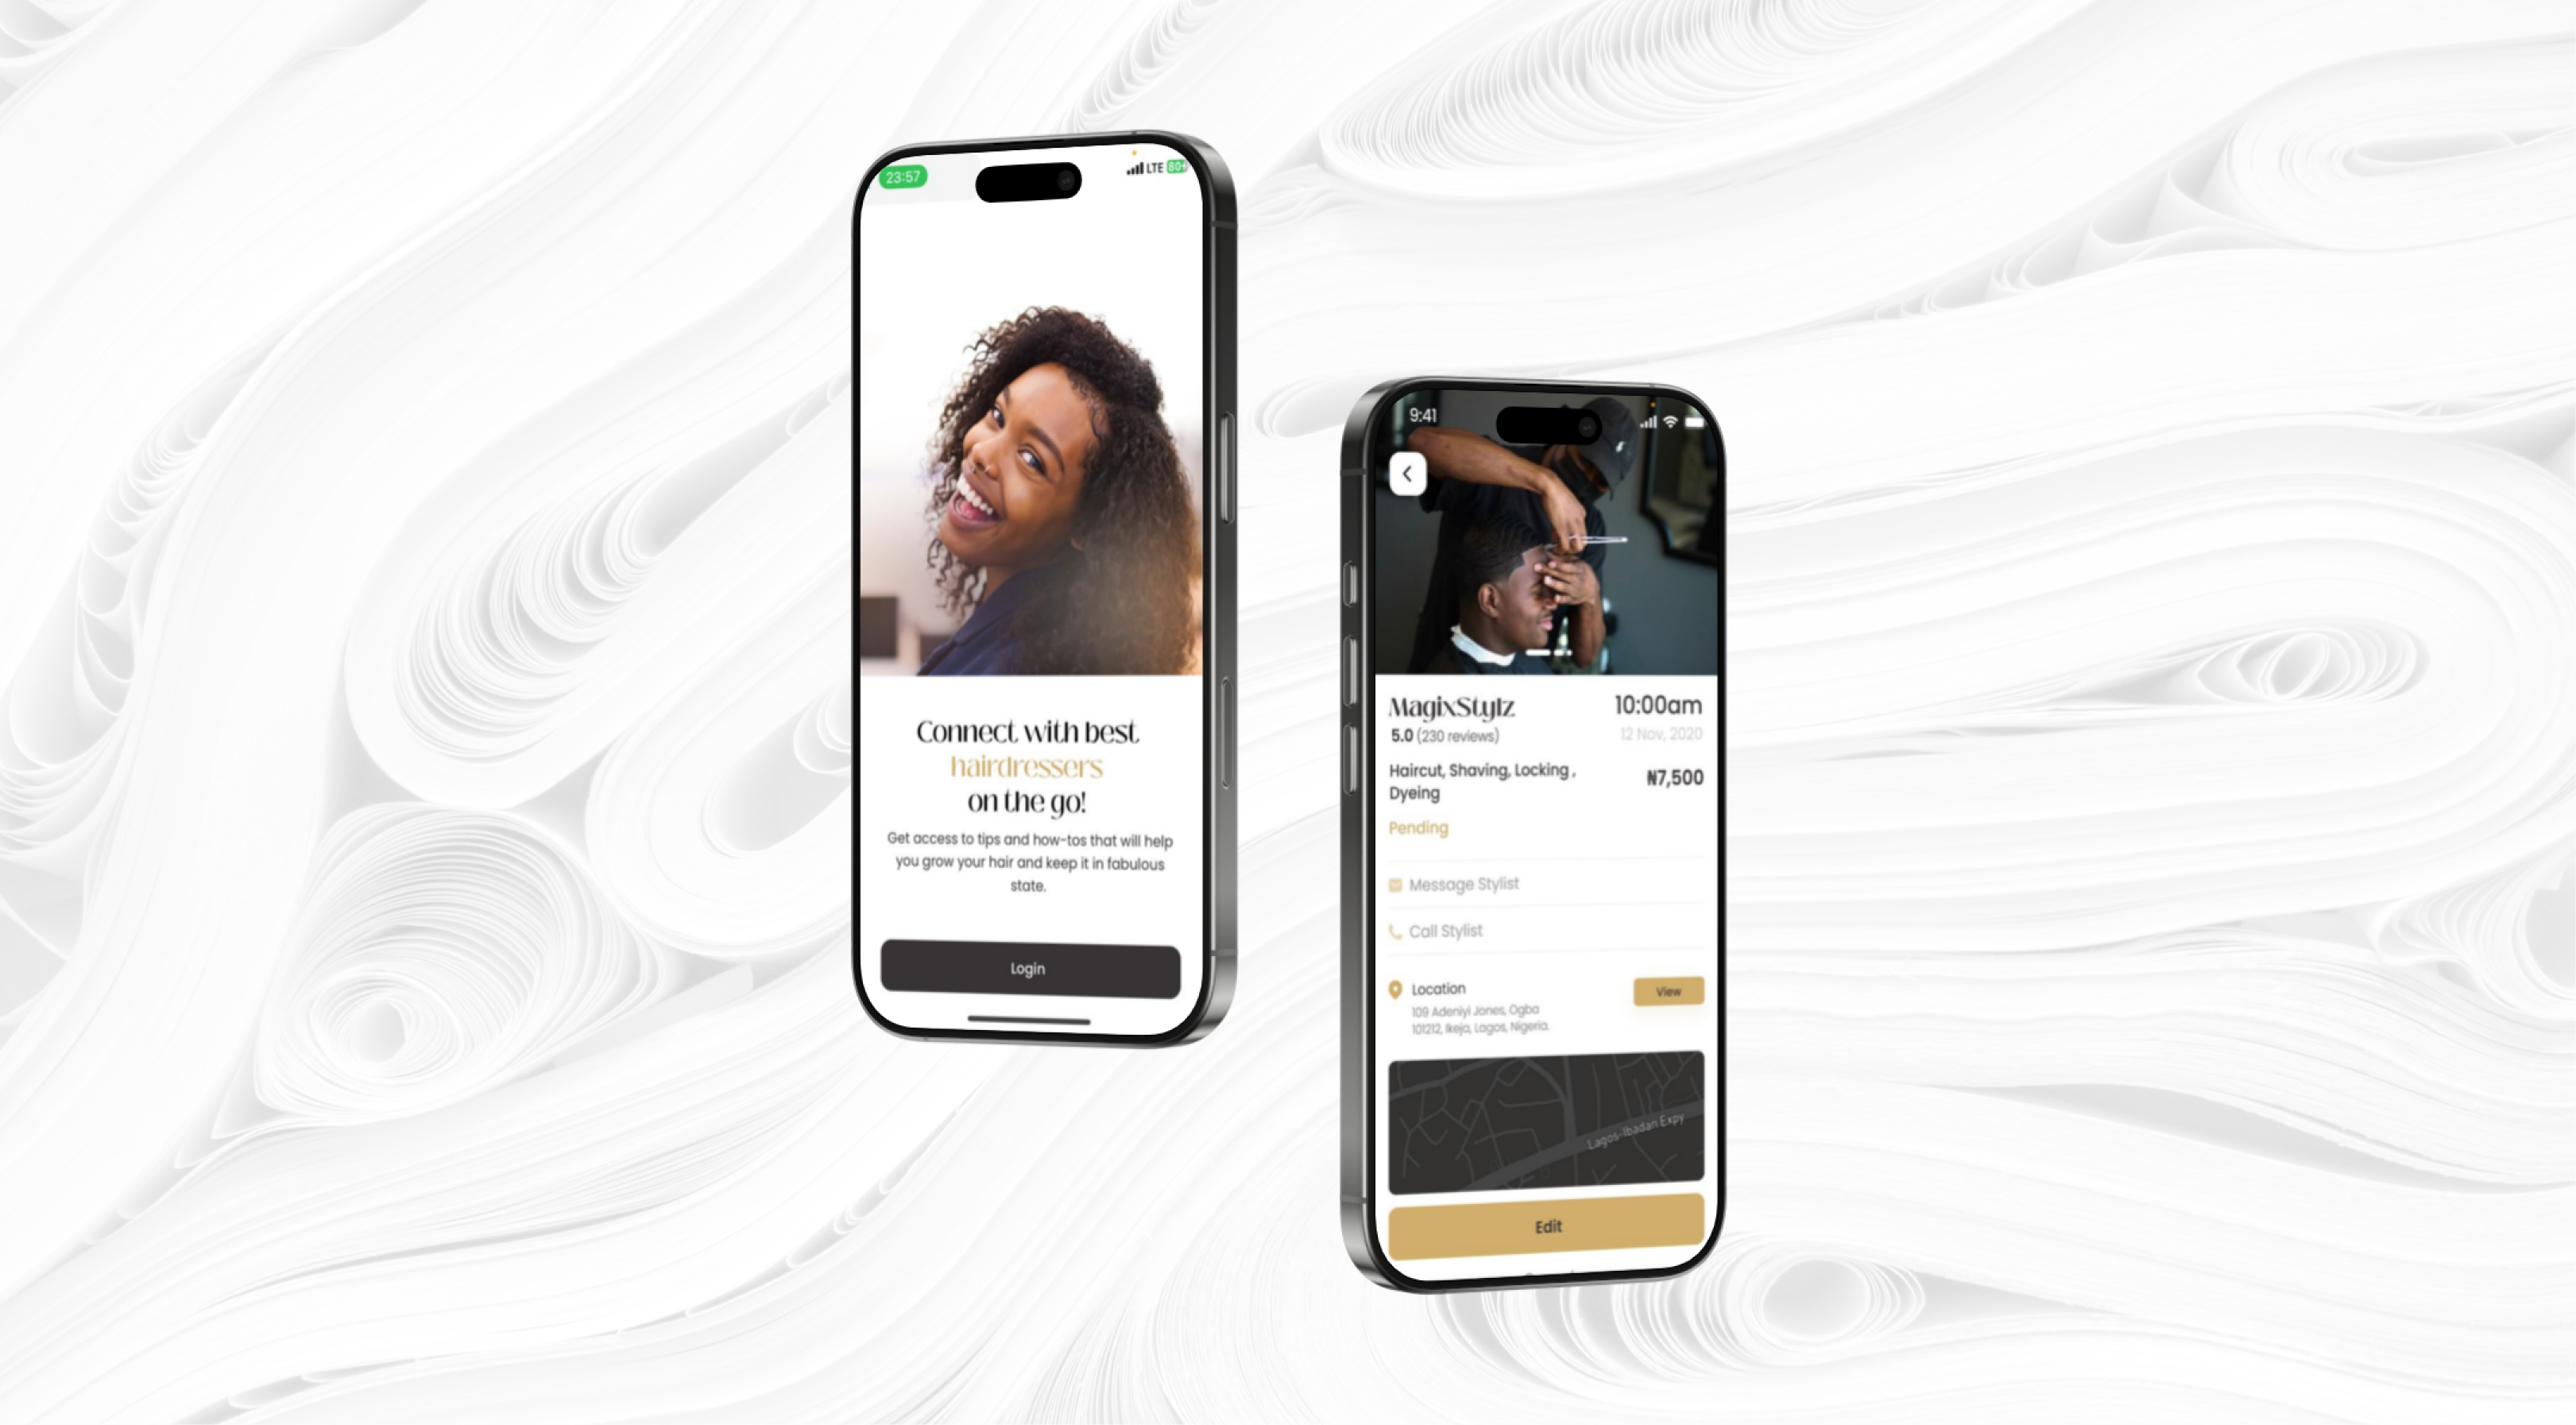 23:57
LTE 80
Connect with best
hairdressers
on the go!
Get access to tips and how-tos that will help
you grow your hair and keep it in fabulous
state.
Login
9:41
MagixStylz
10:00am
5.0 (230 reviews)
12 Nov, 2020
Haircut, Shaving, Locking ,
Dyeing
₦7,500
Pending
Message Stylist
Call Stylist
Location
View
109 Adeniyi Jones, Ogba
101212, Ikeja, Lagos, Nigeria.
Lagos-Ibadan Expy
Edit